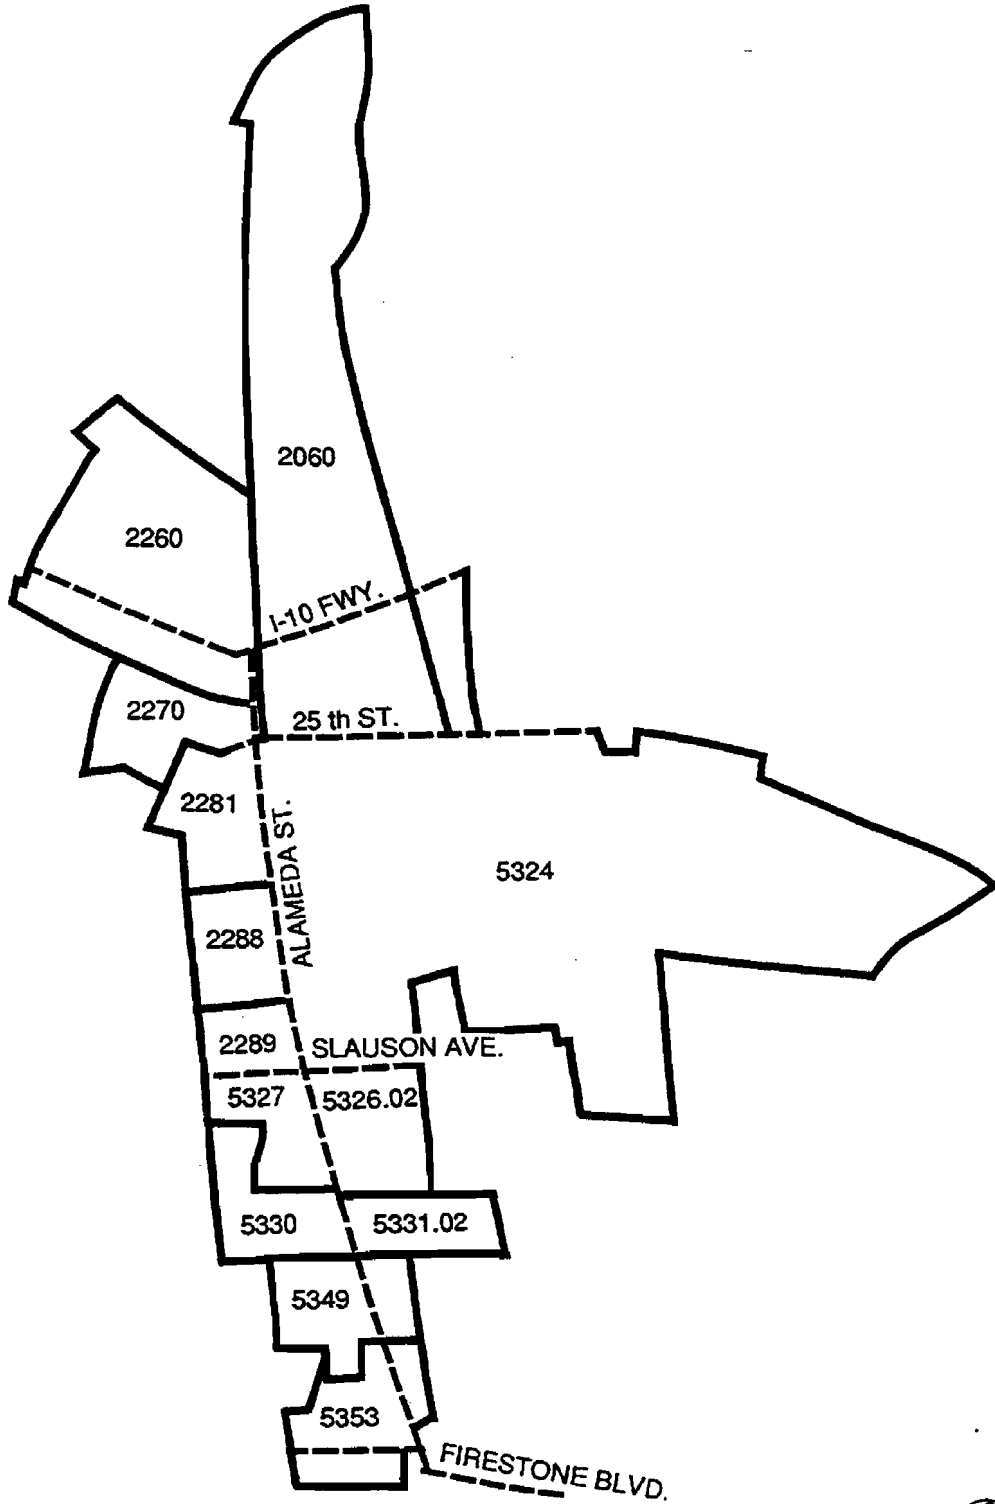 2060
2260
I-10 FWY.
2270
25 th ST.
2281
ALAMEDA ST.
5324
2288
2289
SLAUSON AVE.
5327
5326.02
5330
5331.02
5349
5353
FIRESTONE BLVD.